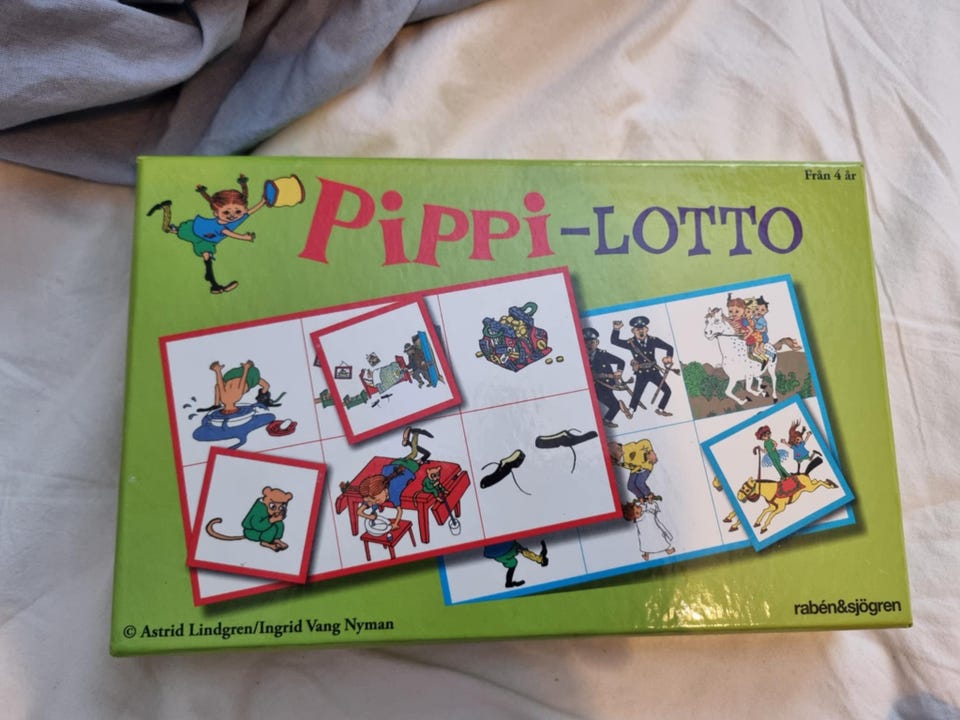 Från 4 år
Pippi-LOTTO
rabén&sjögren
© Astrid Lindgren/Ingrid Vang Nyman